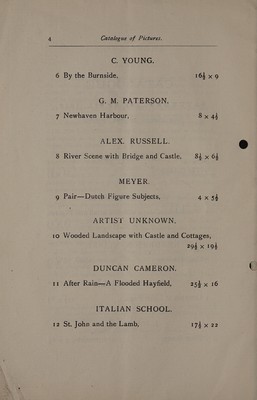 4 Catalogue of Pictures.
C. YOUNG.
6 By the Burnside, 16½ x 9
G. M. PATERSON.
7 Newhaven Harbour, 8 x 4½
ALEX. RUSSELL.
8 River Scene with Bridge and Castle, 8½ x 6½
MEYER.
9 Pair—Dutch Figure Subjects, 4 x 5½
ARTIST UNKNOWN.
10 Wooded Landscape with Castle and Cottages,
29½ x 19½
DUNCAN CAMERON.
11 After Rain—A Flooded Hayfield, 25½ x 16
ITALIAN SCHOOL.
12 St. John and the Lamb, 17½ x 22